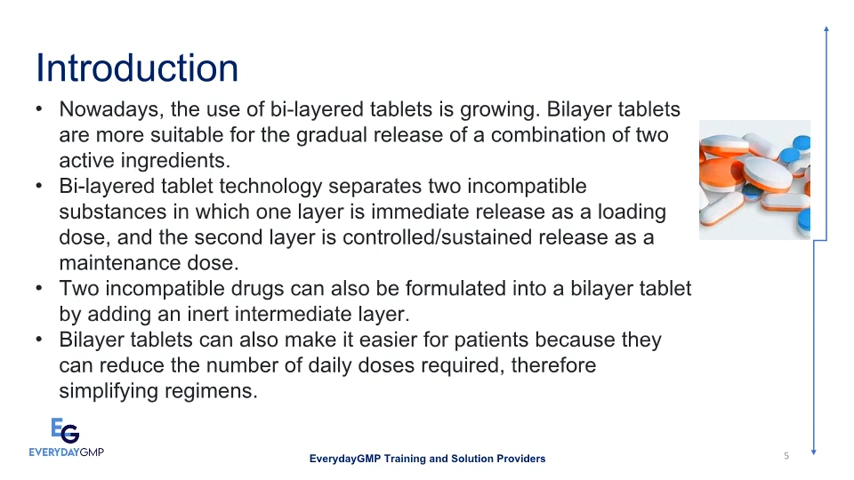 Introduction
• Nowadays, the use of bi-layered tablets is growing. Bilayer tablets
are more suitable for the gradual release of a combination of two
active ingredients.
• Bi-layered tablet technology separates two incompatible
substances in which one layer is immediate release as a loading
dose, and the second layer is controlled/sustained release as a
maintenance dose.
• Two incompatible drugs can also be formulated into a bilayer tablet
by adding an inert intermediate layer.
• Bilayer tablets can also make it easier for patients because they
can reduce the number of daily doses required, therefore
simplifying regimens.
EG
EVERYDAYGMP
EverydayGMP Training and Solution Providers
5